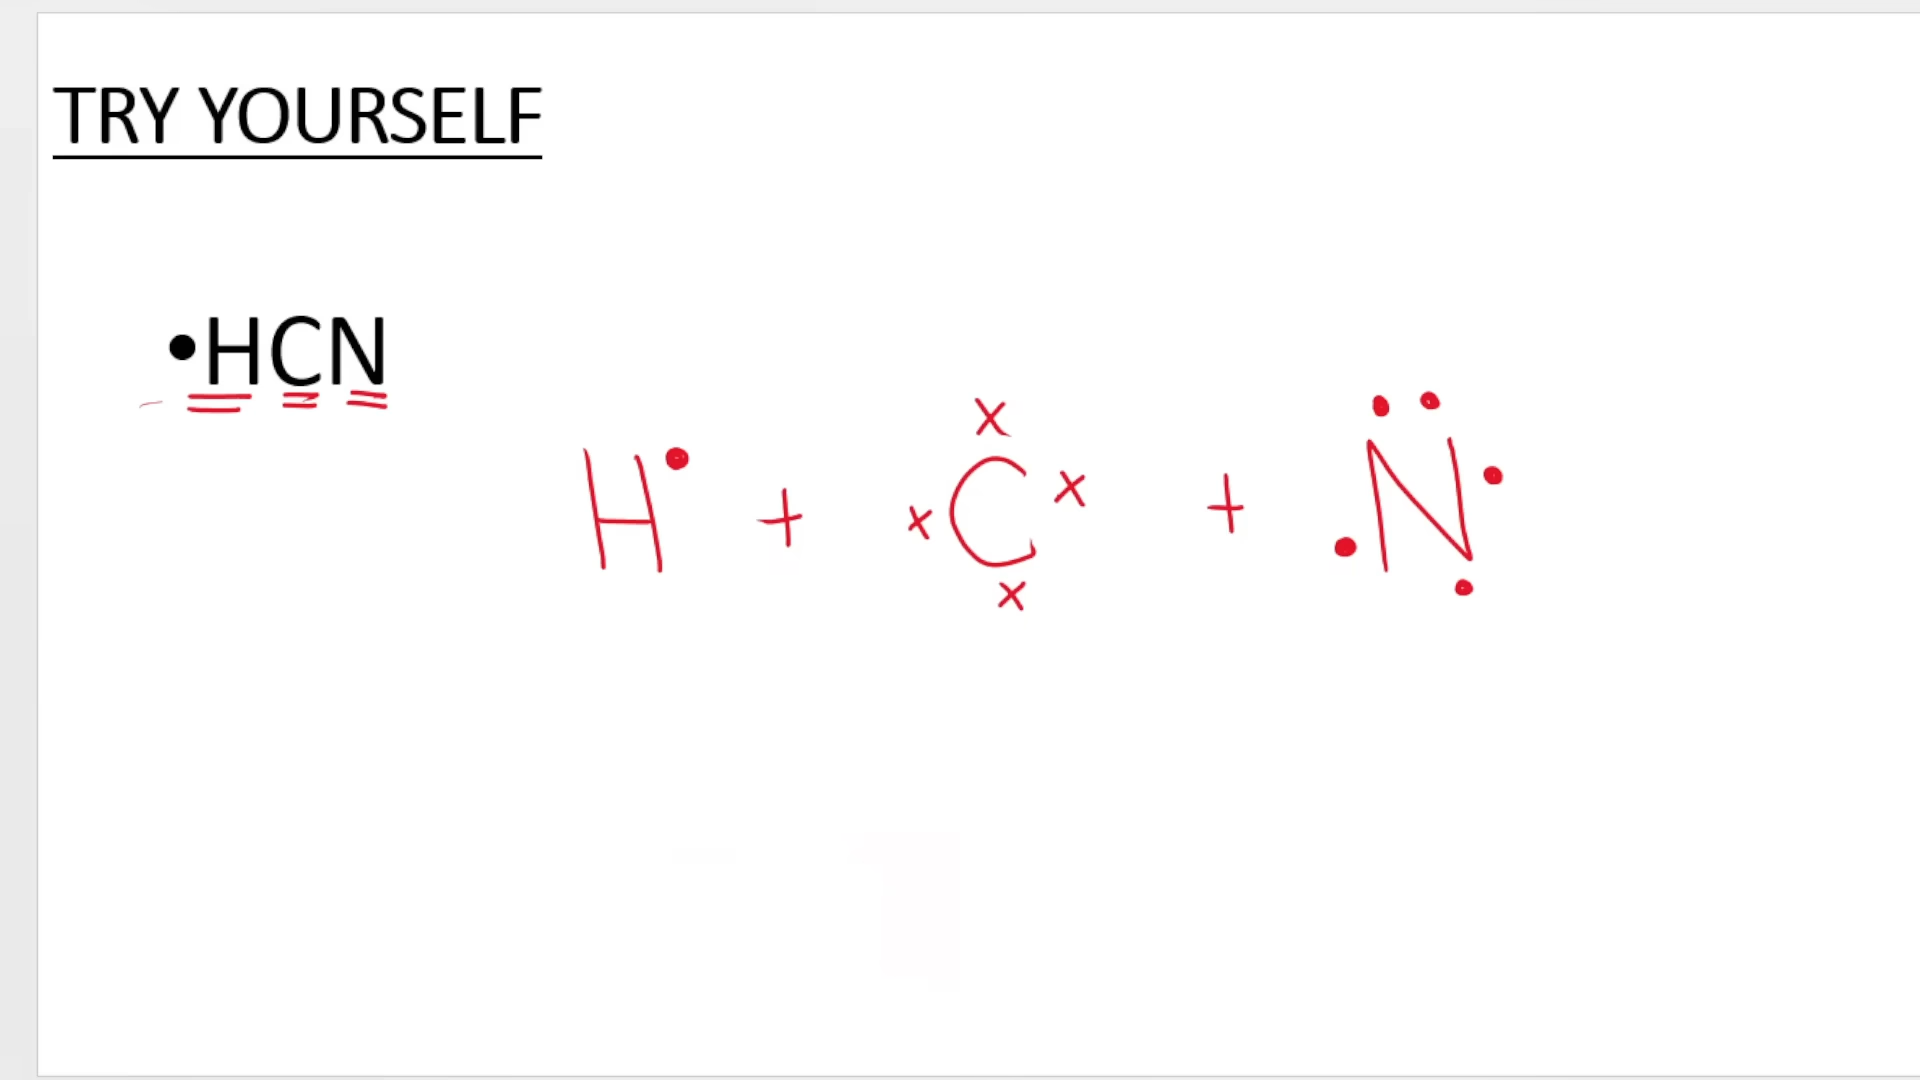 TRY YOURSELF
•HCN
H + C + N